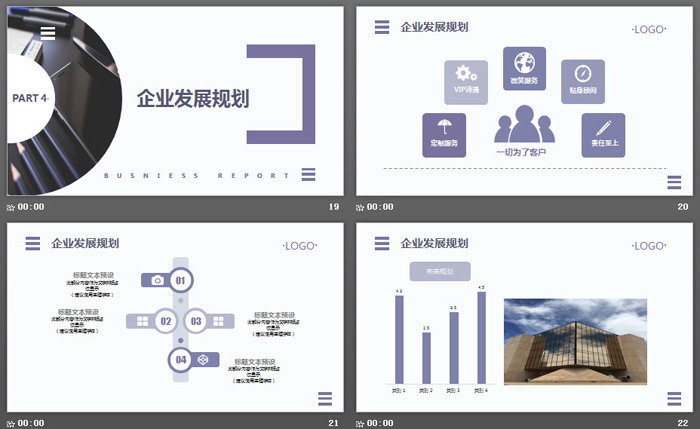 PART 4-
企业发展规划
BUSNIESS REPORT
00:00
19
企业发展规划
·LOGO·
VIP待遇
微笑服务
贴身顾问
定制服务
一切为了客户
责任至上
00:00
20
企业发展规划
·LOGO·
标题文本预设
01
标题文本预设
02
03
标题文本预设
04
标题文本预设
00:00
21
企业发展规划
·LOGO·
未来规划
4.3
2.5
3.5
4.5
类别 1
类别 2
类别 3
类别 4
00:00
22